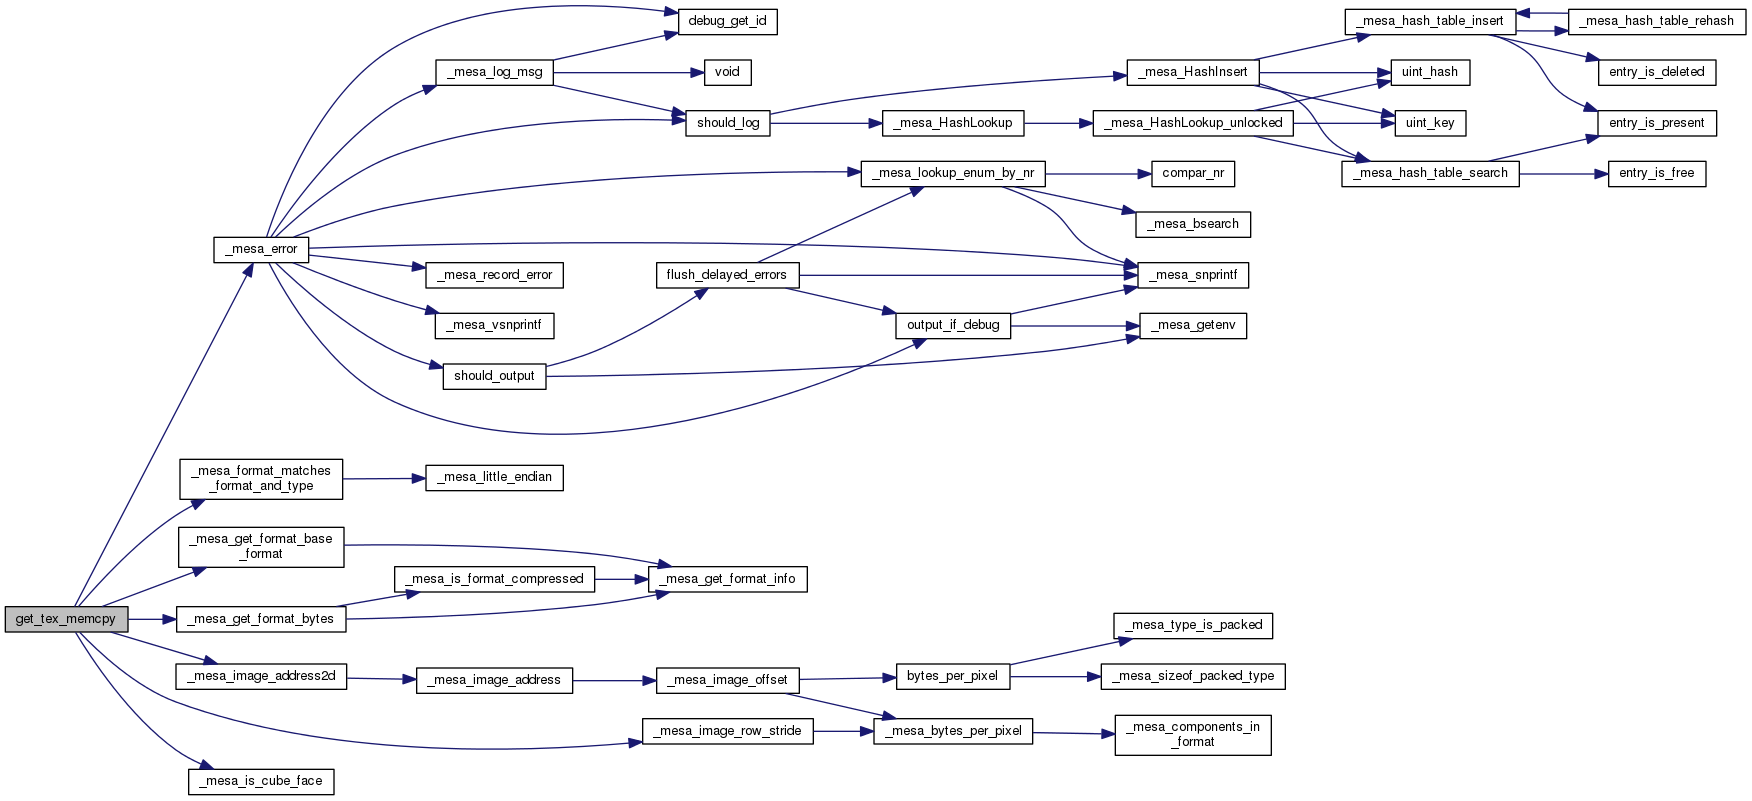 debug_get_id
_mesa_hash_table_insert
_mesa_hash_table_rehash
_mesa_log_msg
void
_mesa_HashInsert
uint_hash
entry_is_deleted
should_log
_mesa_HashLookup
_mesa_HashLookup_unlocked
uint_key
entry_is_present
_mesa_lookup_enum_by_nr
compar_nr
_mesa_hash_table_search
entry_is_free
_mesa_bsearch
_mesa_error
_mesa_record_error
flush_delayed_errors
_mesa_snprintf
_mesa_vsnprintf
output_if_debug
_mesa_getenv
should_output
_mesa_format_matches
_format_and_type
_mesa_little_endian
_mesa_get_format_base
_format
_mesa_is_format_compressed
_mesa_get_format_info
get_tex_memcpy
_mesa_get_format_bytes
_mesa_type_is_packed
_mesa_image_address2d
_mesa_image_address
_mesa_image_offset
bytes_per_pixel
_mesa_sizeof_packed_type
_mesa_image_row_stride
_mesa_bytes_per_pixel
_mesa_components_in
_format
_mesa_is_cube_face